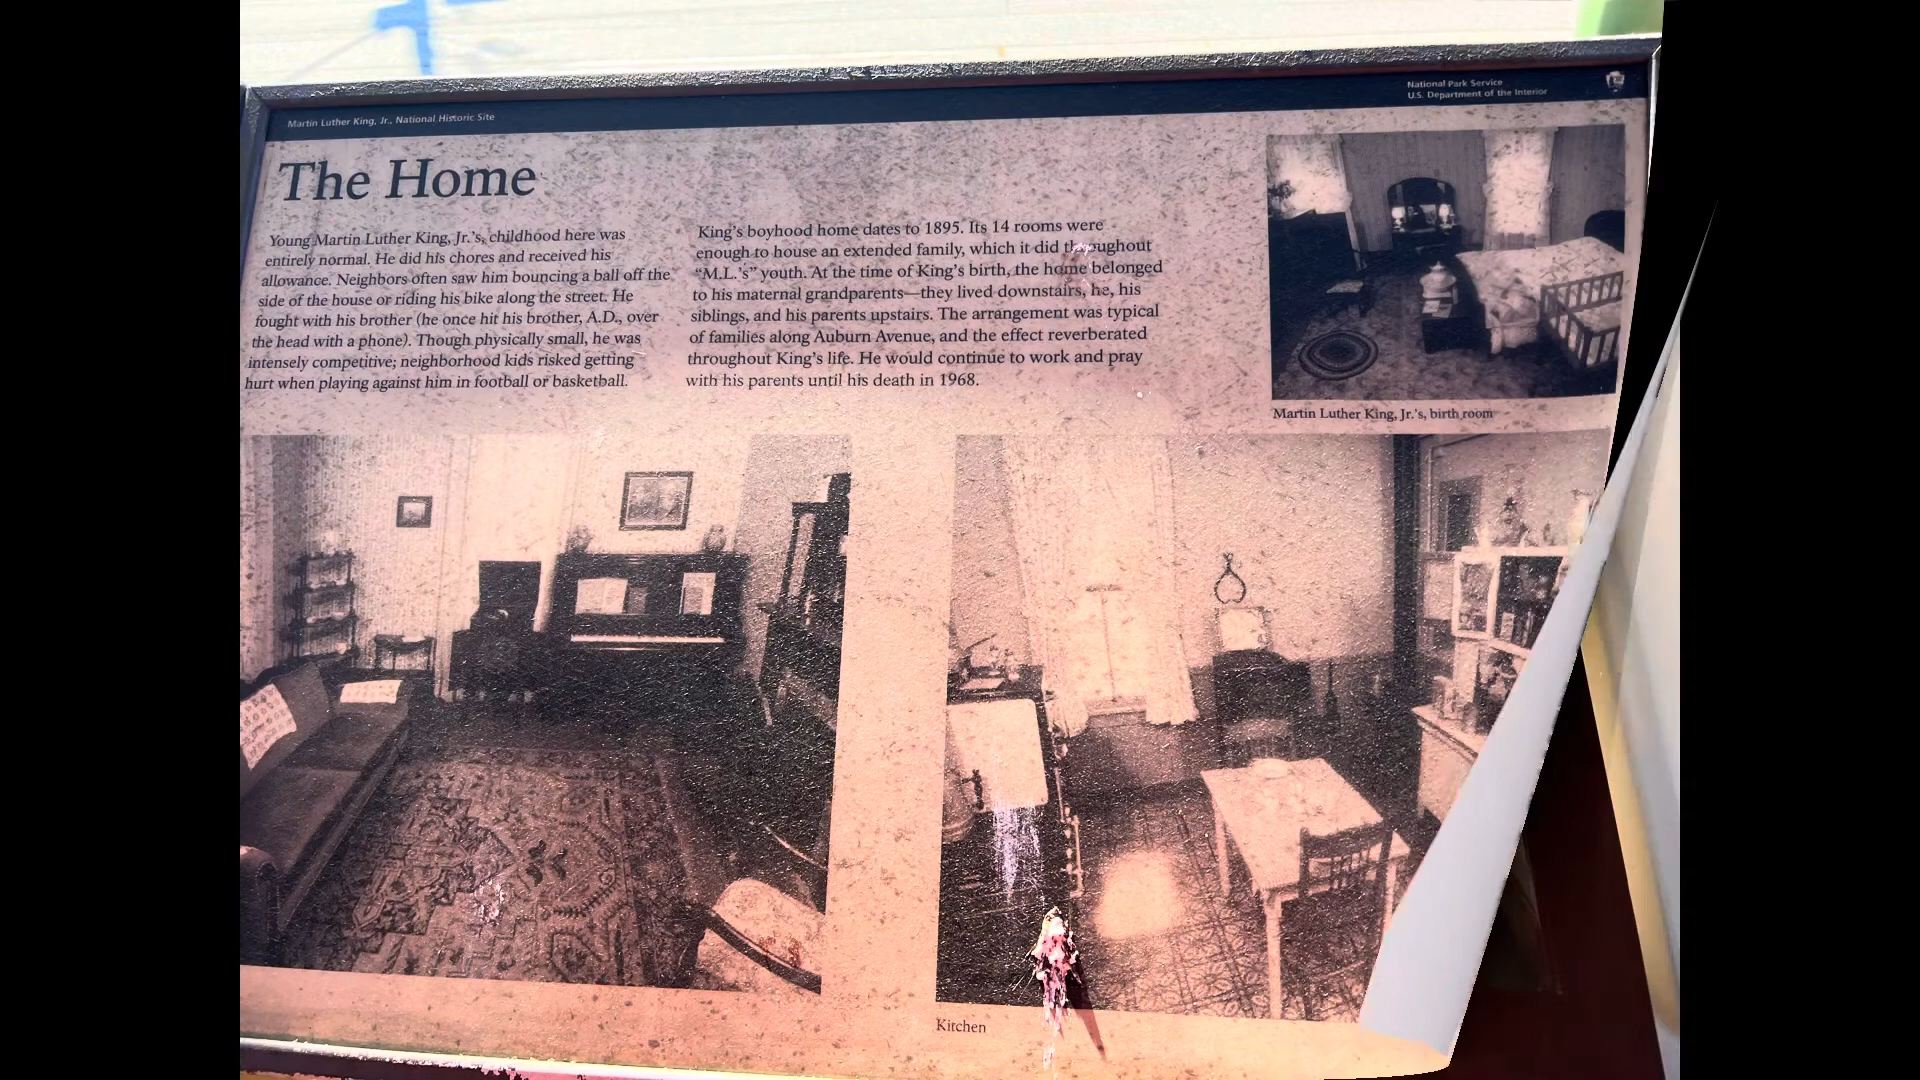 Martin Luther King, Jr., National Historic Site
National Park Service
U.S. Department of the Interior
The Home
Young Martin Luther King, Jr.'s, childhood here was
entirely normal. He did his chores and received his
allowance. Neighbors often saw him bouncing a ball off the
side of the house or riding his bike along the street. He
fought with his brother (he once hit his brother, A.D., over
the head with a phone). Though physically small, he was
intensely competitive; neighborhood kids risked getting
hurt when playing against him in football or basketball.
King's boyhood home dates to 1895. Its 14 rooms were
enough to house an extended family, which it did throughout
"M.L.'s" youth. At the time of King's birth, the home belonged
to his maternal grandparents—they lived downstairs, he, his
siblings, and his parents upstairs. The arrangement was typical
of families along Auburn Avenue, and the effect reverberated
throughout King's life. He would continue to work and pray
with his parents until his death in 1968.
Martin Luther King, Jr.'s, birth room
Kitchen